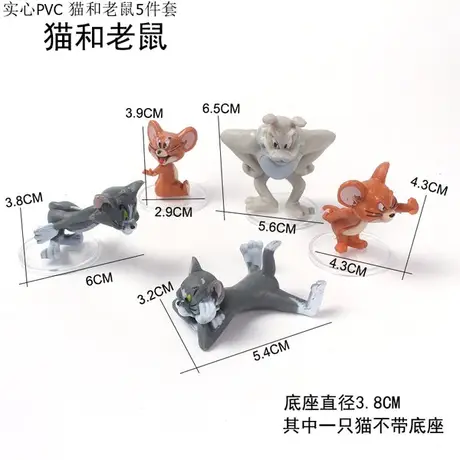 实心PVC 猫和老鼠5件套
猫和老鼠
3.9CM
6.5CM
3.8CM
2.9CM
5.6CM
4.3CM
4.3CM
6CM
3.2CM
5.4CM
底座直径3.8CM
其中一只猫不带底座